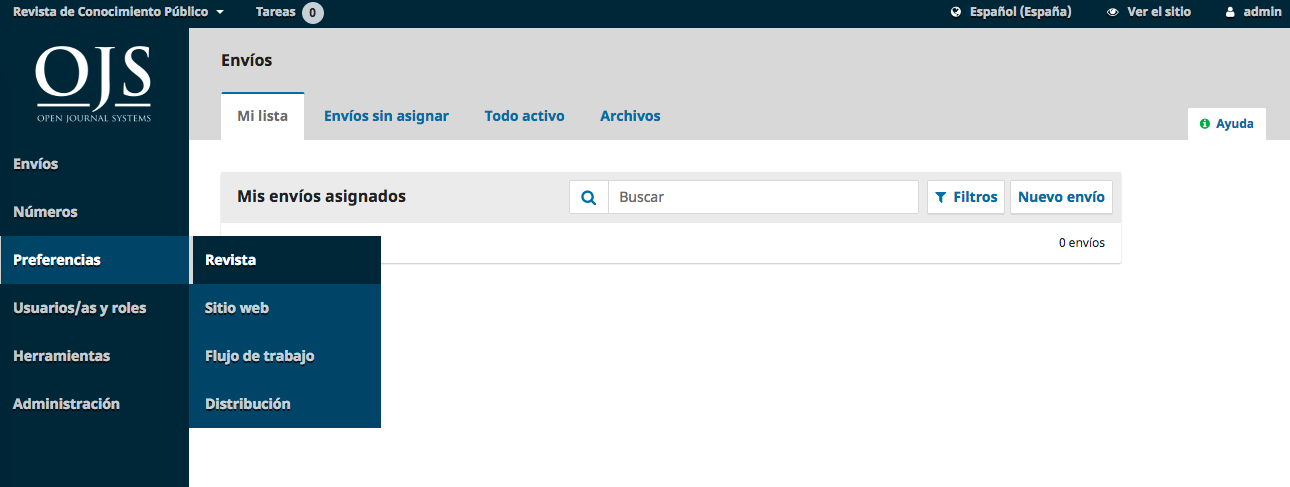 Revista de Conocimiento Público Tareas 0 Español (España) Ver el sitio admin
OJS
OPEN JOURNAL SYSTEMS
Envíos
Mi lista Envíos sin asignar Todo activo Archivos
Ayuda
Envíos
Números
Preferencias
Usuarios/as y roles
Herramientas
Administración
Revista
Sitio web
Flujo de trabajo
Distribución
Mis envíos asignados Buscar Filtros Nuevo envío
0 envíos